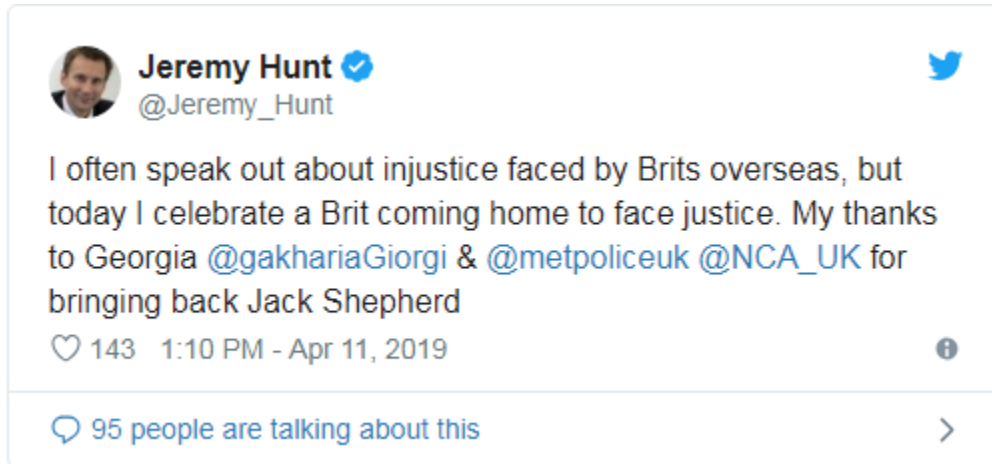 Jeremy Hunt
@Jeremy_Hunt
I often speak out about injustice faced by Brits overseas, but
today I celebrate a Brit coming home to face justice. My thanks
to Georgia @gakhariaGiorgi & @metpoliceuk @NCA_UK for
bringing back Jack Shepherd
143 1:10 PM - Apr 11, 2019
95 people are talking about this